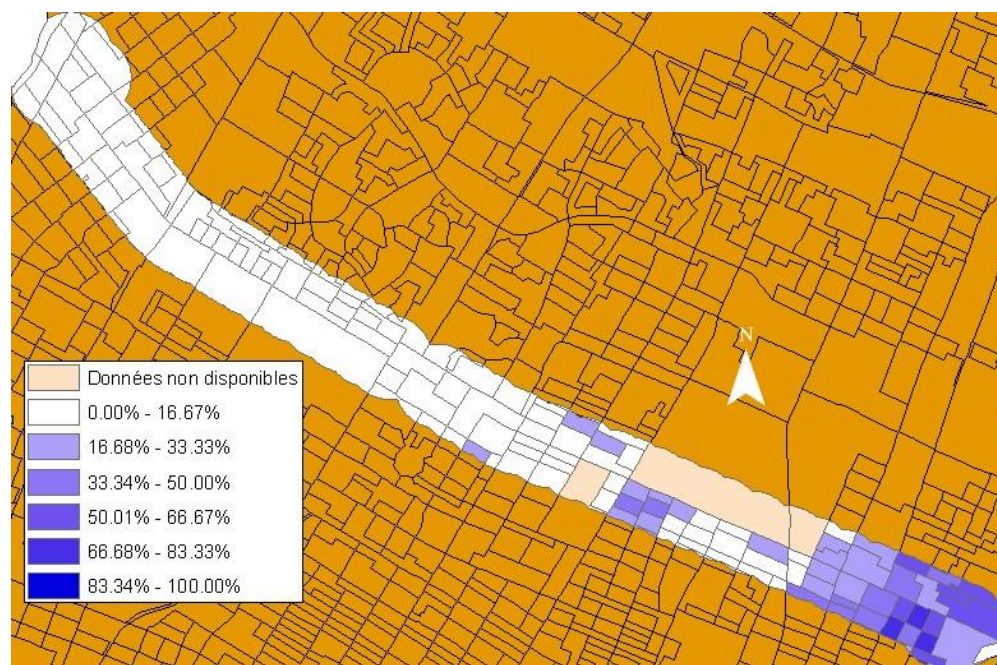 N
Données non disponibles
0.00% - 16.67%
16.68% - 33.33%
33.34% - 50.00%
50.01% - 66.67%
66.68% - 83.33%
83.34% - 100.00%